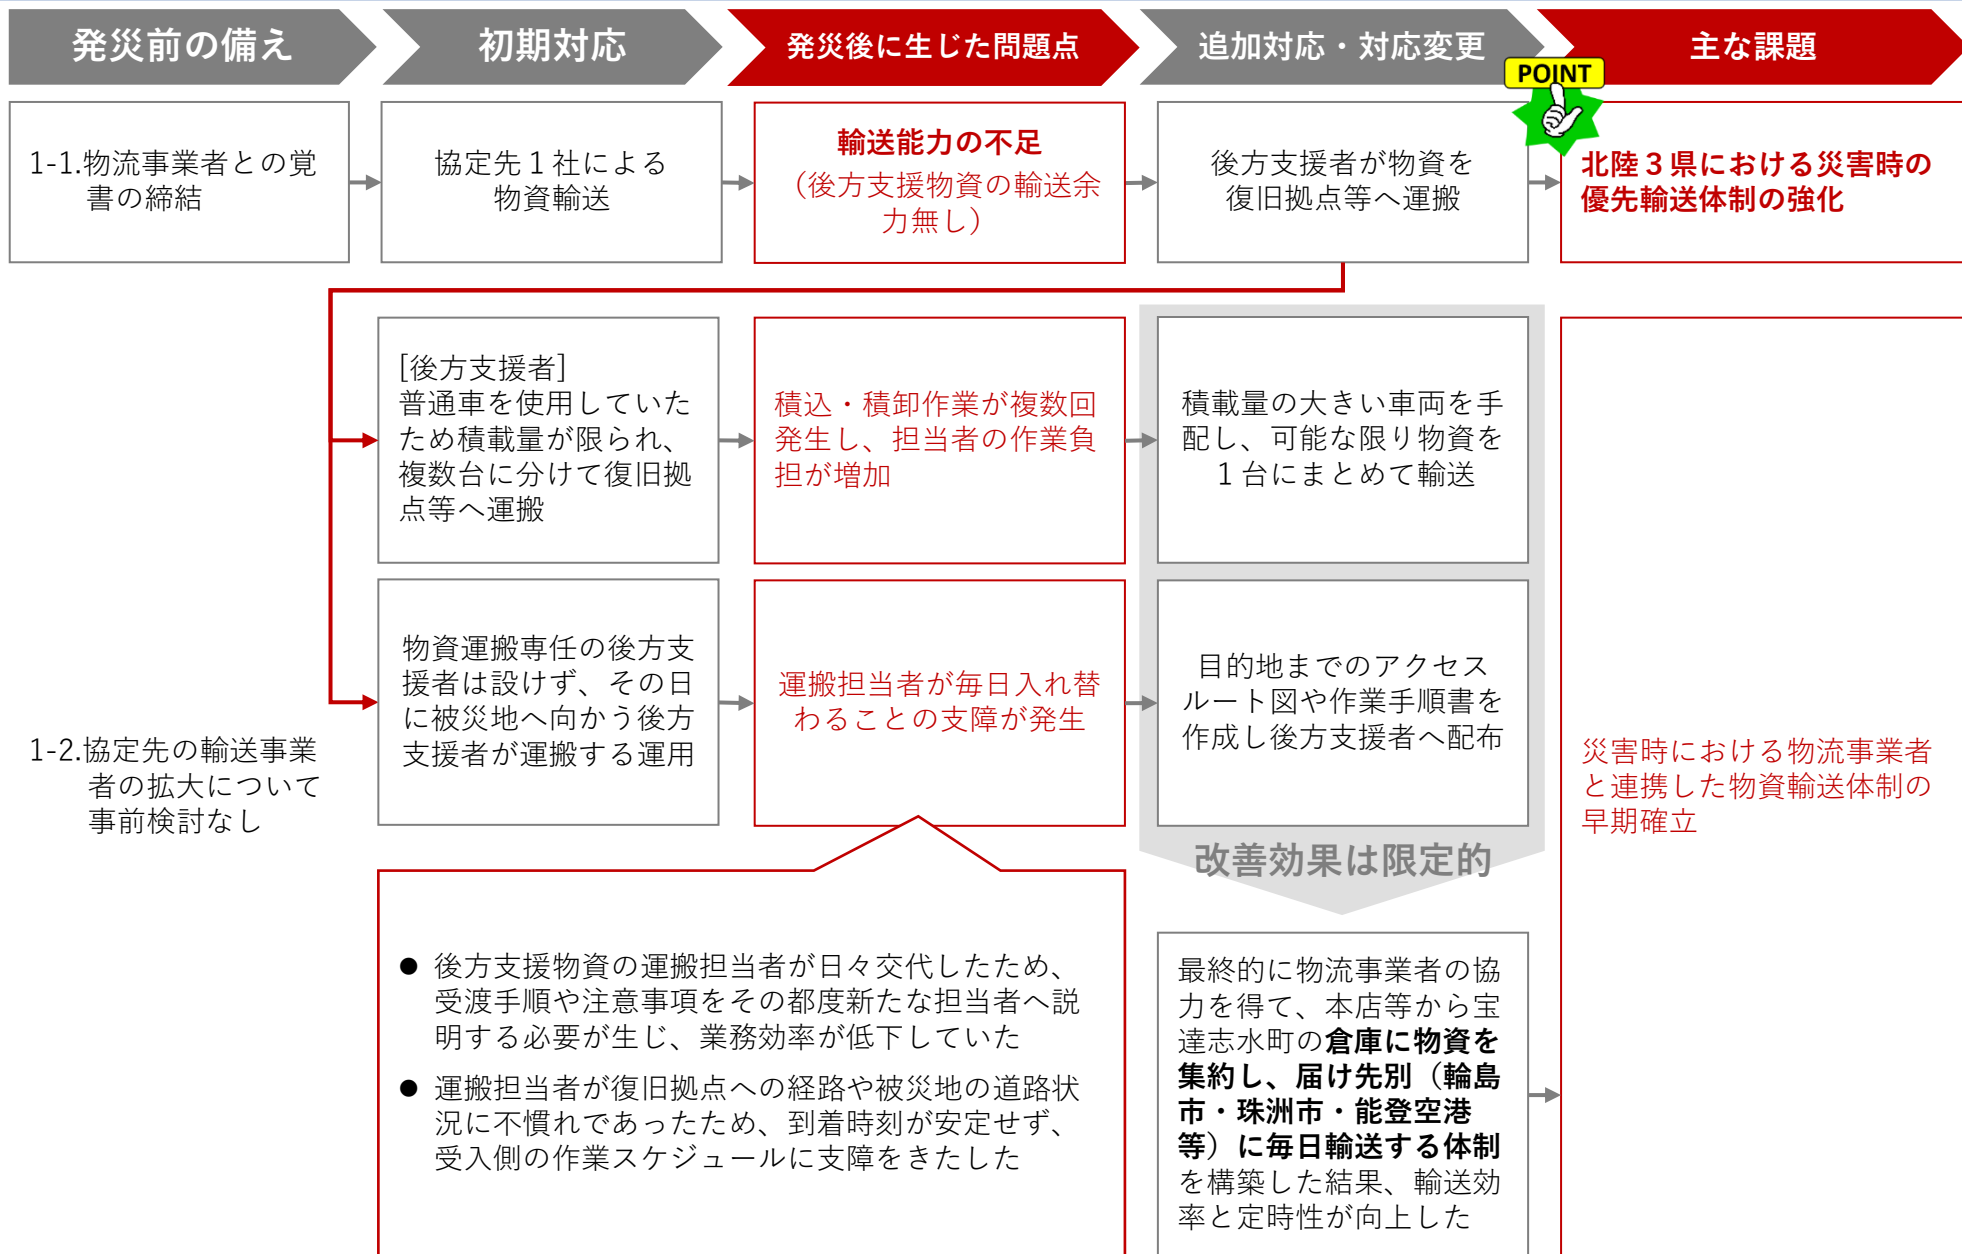 発災前の備え
初期対応
発災後に生じた問題点
追加対応・対応変更
主な課題
POINT
1-1.物流事業者との覚
書の締結
協定先１社による
物資輸送
輸送能力の不足
（後方支援物資の輸送余
力無し）
後方支援者が物資を
復旧拠点等へ運搬
北陸３県における災害時の
優先輸送体制の強化
1-2.協定先の輸送事業
者の拡大について
事前検討なし
[後方支援者]
普通車を使用していた
ため積載量が限られ、
複数台に分けて復旧拠
点等へ運搬
積込・積卸作業が複数回
発生し、担当者の作業負
担が増加
積載量の大きい車両を手
配し、可能な限り物資を
１台にまとめて輸送
物資運搬専任の後方支
援者は設けず、その日
に被災地へ向かう後方
支援者が運搬する運用
運搬担当者が毎日入れ替
わることの支障が発生
目的地までのアクセス
ルート図や作業手順書を
作成し後方支援者へ配布
改善効果は限定的
● 後方支援物資の運搬担当者が日々交代したため、
受渡手順や注意事項をその都度新たな担当者へ説
明する必要が生じ、業務効率が低下していた
● 運搬担当者が復旧拠点への経路や被災地の道路状
況に不慣れであったため、到着時刻が安定せず、
受入側の作業スケジュールに支障をきたした
最終的に物流事業者の協
力を得て、本店等から宝
達志水町の倉庫に物資を
集約し、届け先別（輪島
市・珠洲市・能登空港
等）に毎日輸送する体制
を構築した結果、輸送効
率と定時性が向上した
災害時における物流事業者
と連携した物資輸送体制の
早期確立